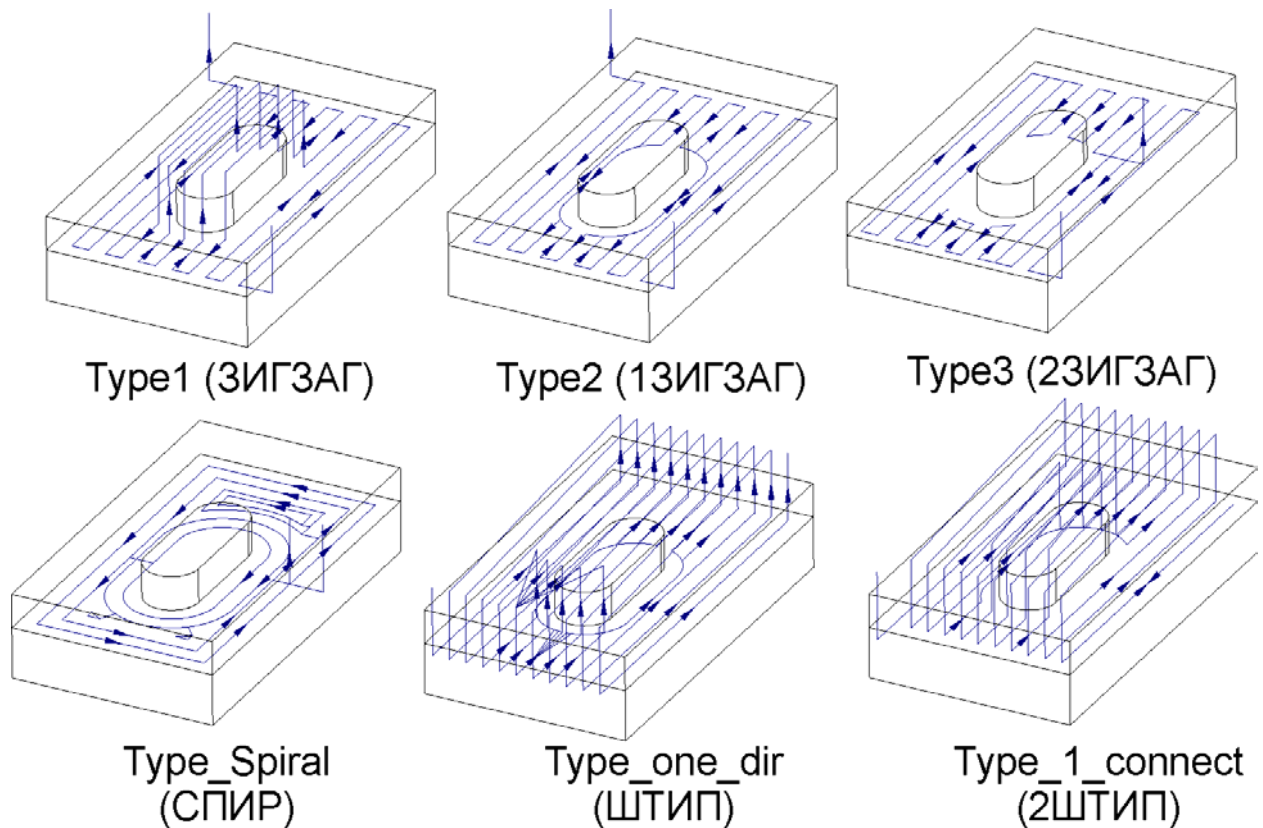 Type1 (ЗИГЗАГ)
Type2 (1ЗИГЗАГ)
Type3 (2ЗИГЗАГ)
Type_Spiral
(СПИР)
Type_one_dir
(ШТИП)
Type_1_connect
(2ШТИП)